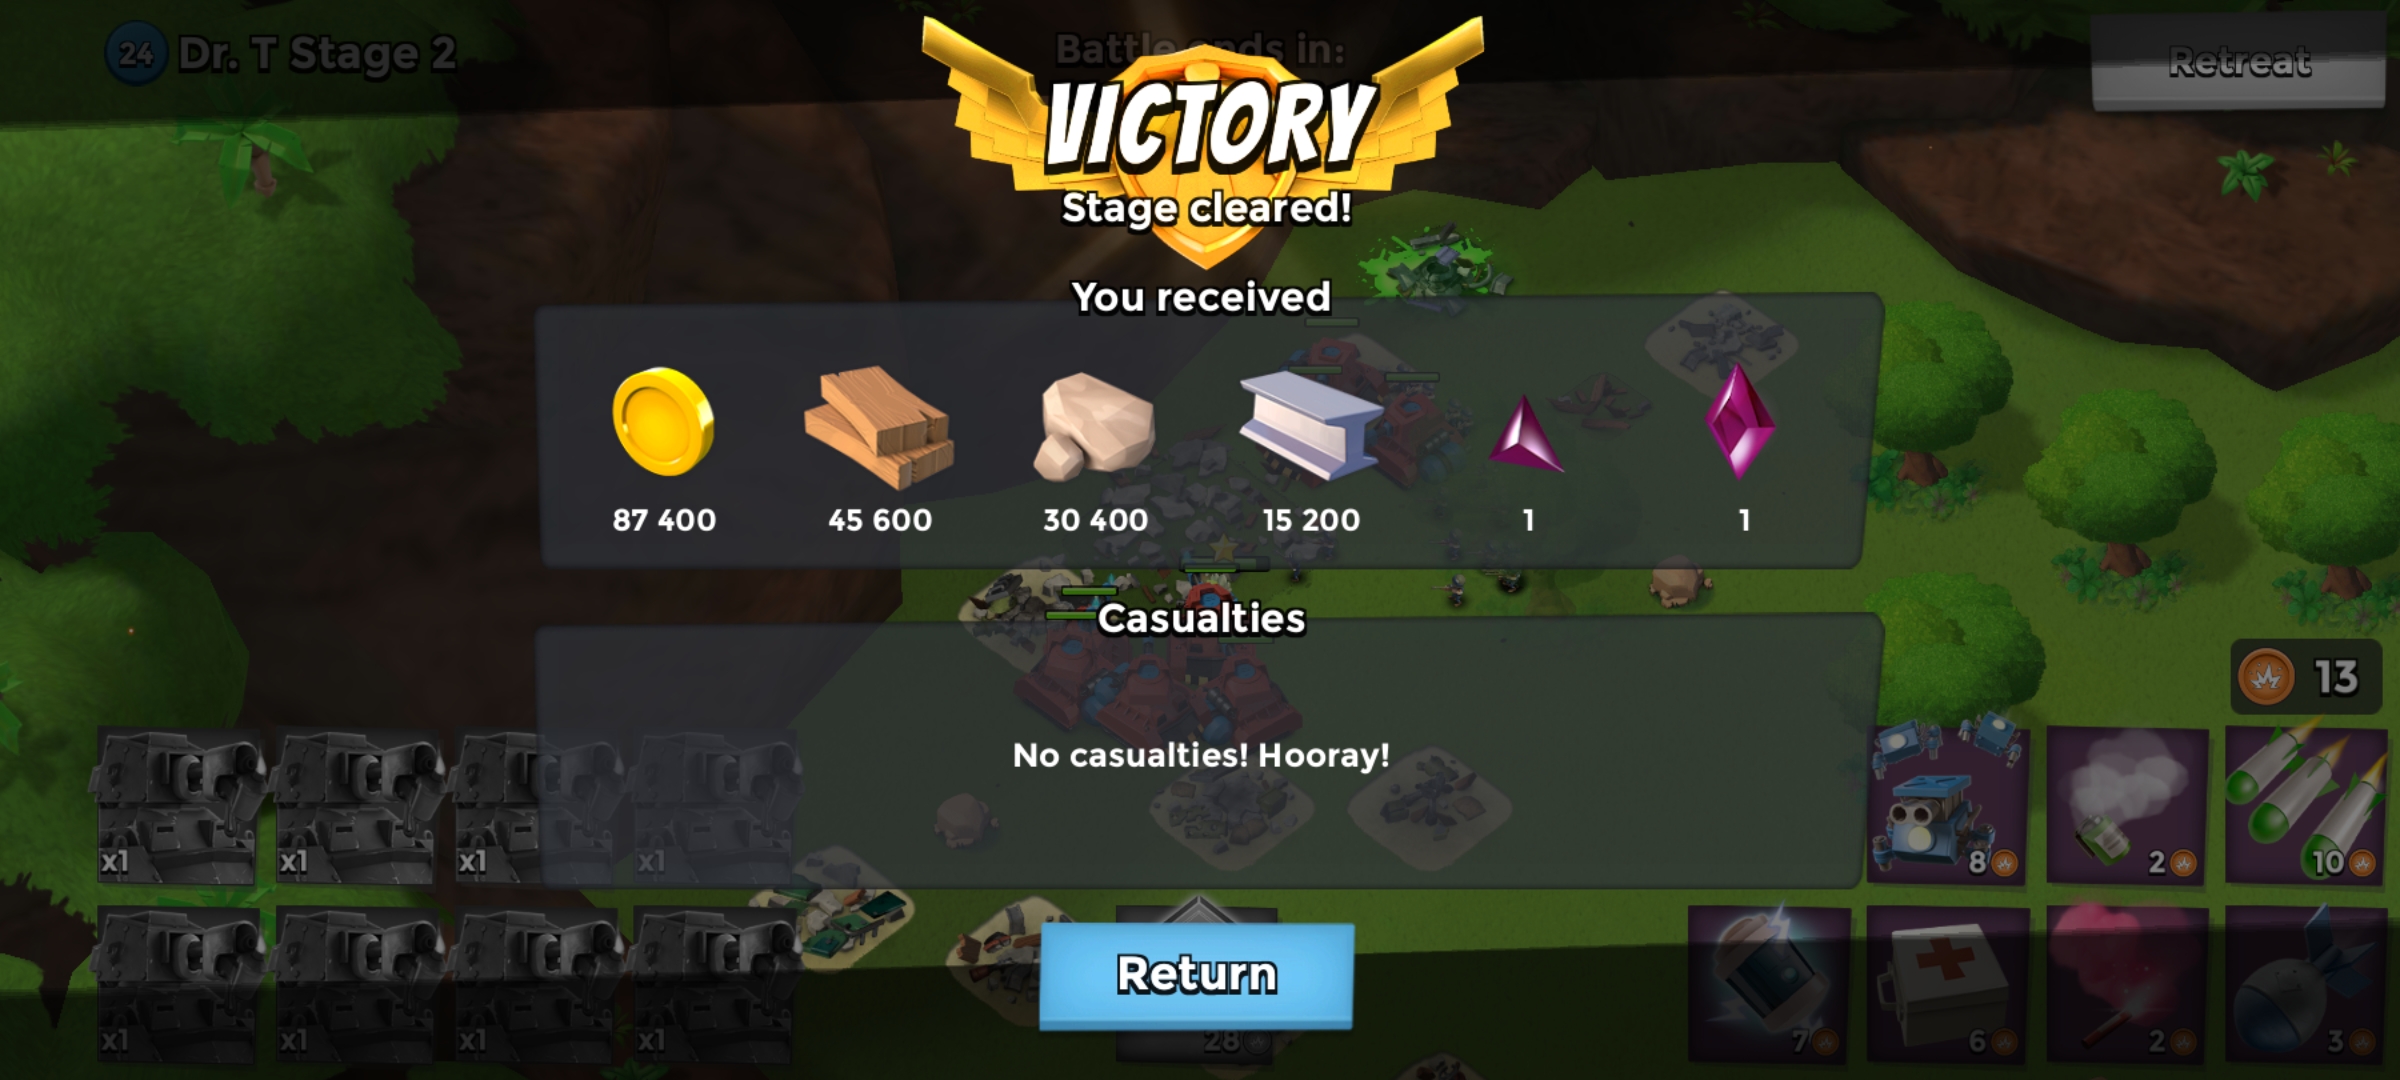 24 Dr. T Stage 2
Battle ends in:
Retreat
VICTORY
Stage cleared!
You received
87 400
45 600
30 400
15 200
1
1
Casualties
No casualties! Hooray!
13
x1
x1
x1
x1
8
2
10
x1
x1
x1
x1
Return
28
7
6
2
3